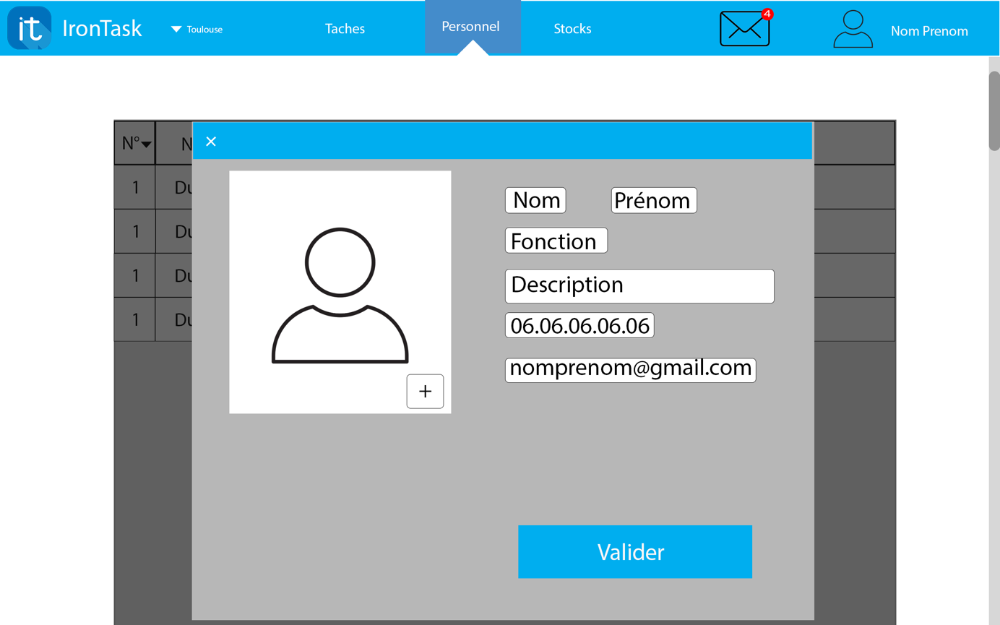 it IronTask Toulouse Taches Personnel Stocks 4 Nom Prenom
N° N
1 Du
1 Du
1 Du
1 Du
×
Nom Prénom
Fonction
Description
06.06.06.06.06
nomprenom@gmail.com
+
Valider